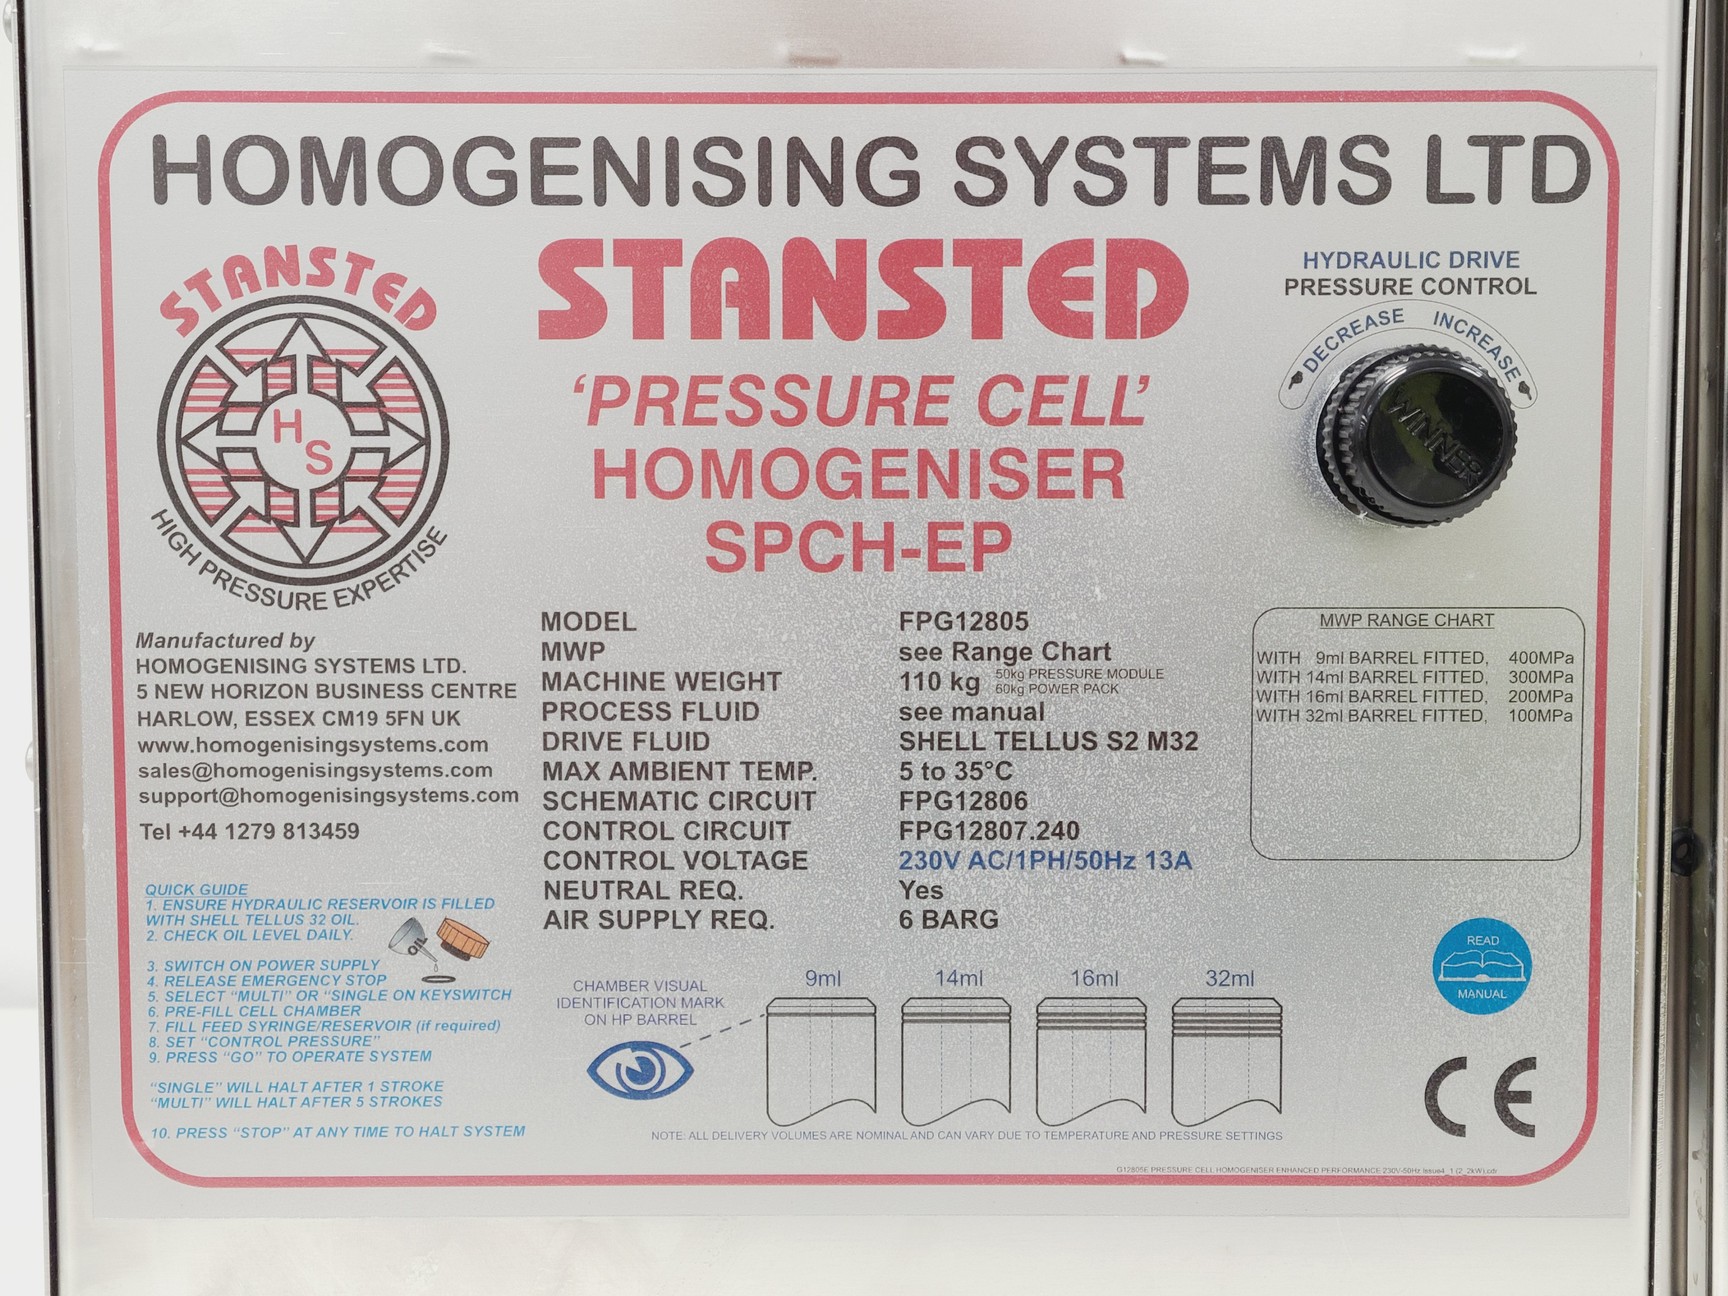 HOMOGENISING SYSTEMS LTD
STANSTED
H
S
HIGH PRESSURE EXPERTISE
STANSTED
'PRESSURE CELL'
HOMOGENISER
SPCH-EP
HYDRAULIC DRIVE
PRESSURE CONTROL
DECREASE INCREASE
WINNER
Manufactured by
HOMOGENISING SYSTEMS LTD.
5 NEW HORIZON BUSINESS CENTRE
HARLOW, ESSEX CM19 5FN UK
www.homogenisingsystems.com
sales@homogenisingsystems.com
support@homogenisingsystems.com
Tel +44 1279 813459
MODEL FPG12805
MWP see Range Chart
MACHINE WEIGHT 110 kg 50kg PRESSURE MODULE
60kg POWER PACK
PROCESS FLUID see manual
DRIVE FLUID SHELL TELLUS S2 M32
MAX AMBIENT TEMP. 5 to 35°C
SCHEMATIC CIRCUIT FPG12806
CONTROL CIRCUIT FPG12807.240
CONTROL VOLTAGE 230V AC/1PH/50Hz 13A
NEUTRAL REQ. Yes
AIR SUPPLY REQ. 6 BARG
MWP RANGE CHART
WITH 9ml BARREL FITTED, 400MPa
WITH 14ml BARREL FITTED, 300MPa
WITH 16ml BARREL FITTED, 200MPa
WITH 32ml BARREL FITTED, 100MPa
QUICK GUIDE
1. ENSURE HYDRAULIC RESERVOIR IS FILLED
WITH SHELL TELLUS 32 OIL.
2. CHECK OIL LEVEL DAILY.
OIL
3. SWITCH ON POWER SUPPLY
4. RELEASE EMERGENCY STOP
5. SELECT "MULTI" OR "SINGLE ON KEYSWITCH
6. PRE-FILL CELL CHAMBER
7. FILL FEED SYRINGE/RESERVOIR (if required)
8. SET "CONTROL PRESSURE"
9. PRESS "GO" TO OPERATE SYSTEM
"SINGLE" WILL HALT AFTER 1 STROKE
"MULTI" WILL HALT AFTER 5 STROKES
10. PRESS "STOP" AT ANY TIME TO HALT SYSTEM
CHAMBER VISUAL
IDENTIFICATION MARK
ON HP BARREL
9ml 14ml 16ml 32ml
NOTE: ALL DELIVERY VOLUMES ARE NOMINAL AND CAN VARY DUE TO TEMPERATURE AND PRESSURE SETTINGS
READ
MANUAL
CE
G12805E PRESSURE CELL HOMOGENISER ENHANCED PERFORMANCE 230V-50Hz Issue4_1 (2_2kW).cdr